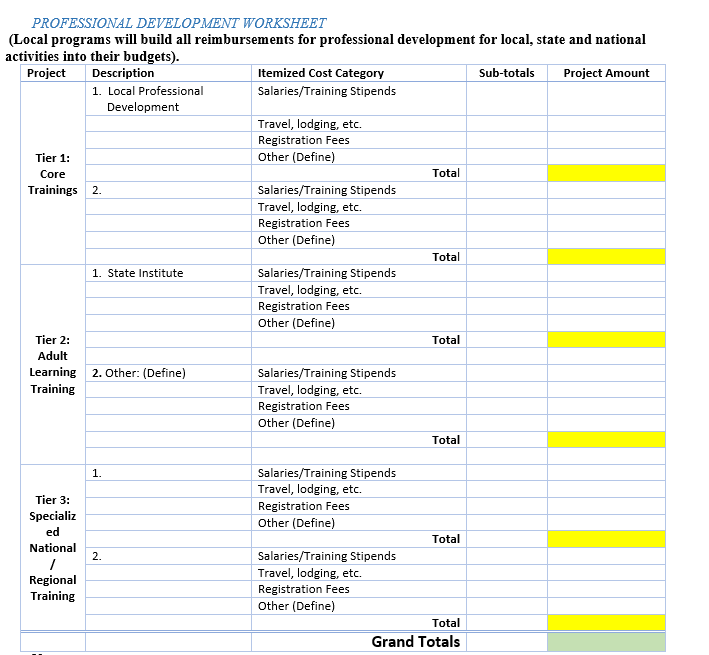 PROFESSIONAL DEVELOPMENT WORKSHEET
(Local programs will build all reimbursements for professional development for local, state and national
activities into their budgets).
Project Description Itemized Cost Category Sub-totals Project Amount
Tier 1:
Core
Trainings
1. Local Professional
Development
Salaries/Training Stipends
Travel, lodging, etc.
Registration Fees
Other (Define)
Total
2. Salaries/Training Stipends
Travel, lodging, etc.
Registration Fees
Other (Define)
Total
Tier 2:
Adult
Learning
Training
1. State Institute Salaries/Training Stipends
Travel, lodging, etc.
Registration Fees
Other (Define)
Total
2. Other: (Define) Salaries/Training Stipends
Travel, lodging, etc.
Registration Fees
Other (Define)
Total
Tier 3:
Specializ
ed
National
/
Regional
Training
1. Salaries/Training Stipends
Travel, lodging, etc.
Registration Fees
Other (Define)
Total
2. Salaries/Training Stipends
Travel, lodging, etc.
Registration Fees
Other (Define)
Total
Grand Totals